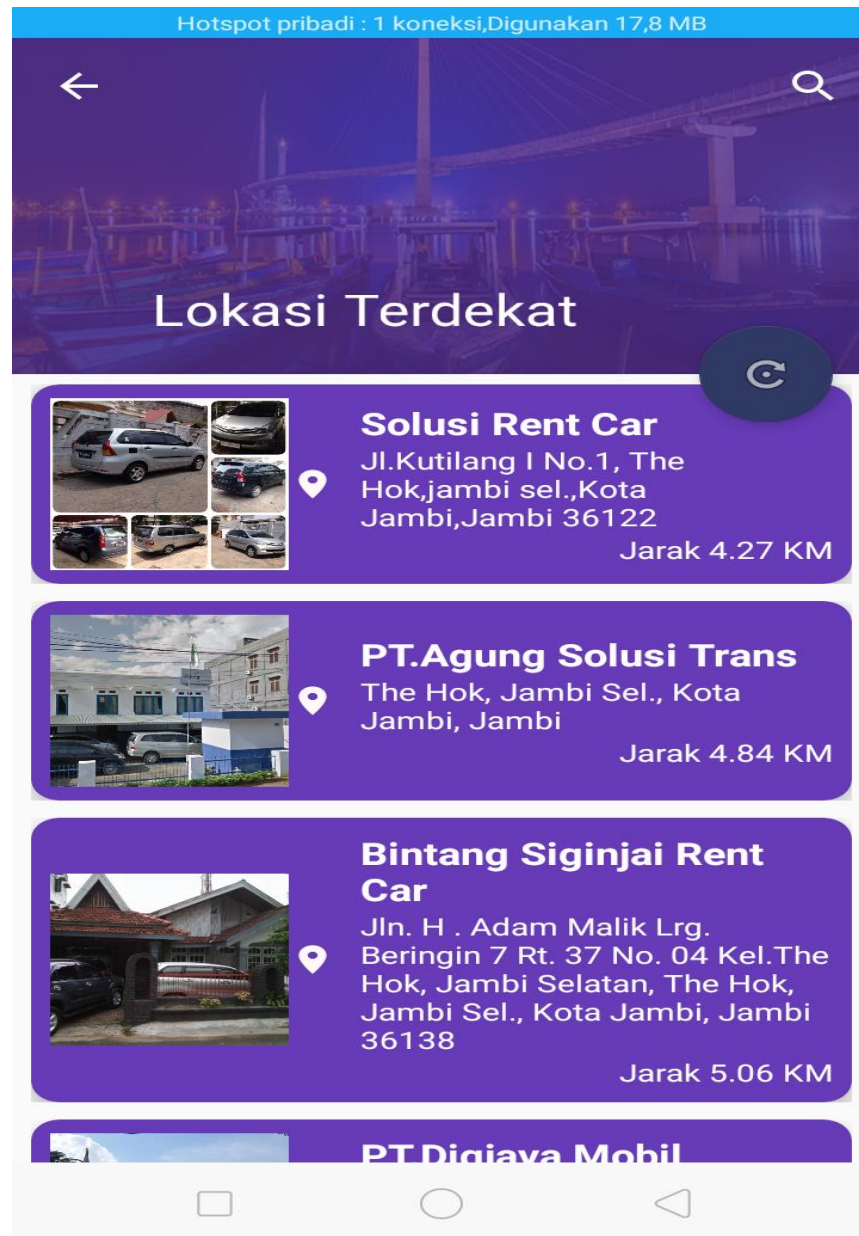 Hotspot pribadi : 1 koneksi,Digunakan 17,8 MB
Lokasi Terdekat
Solusi Rent Car
Jl.Kutilang I No.1, The
Hok,jambi sel.,Kota
Jambi,Jambi 36122
Jarak 4.27 KM
PT.Agung Solusi Trans
The Hok, Jambi Sel., Kota
Jambi, Jambi
Jarak 4.84 KM
Bintang Siginjai Rent
Car
Jln. H . Adam Malik Lrg.
Beringin 7 Rt. 37 No. 04 Kel.The
Hok, Jambi Selatan, The Hok,
Jambi Sel., Kota Jambi, Jambi
36138
Jarak 5.06 KM
PT.Digjaya Mobil